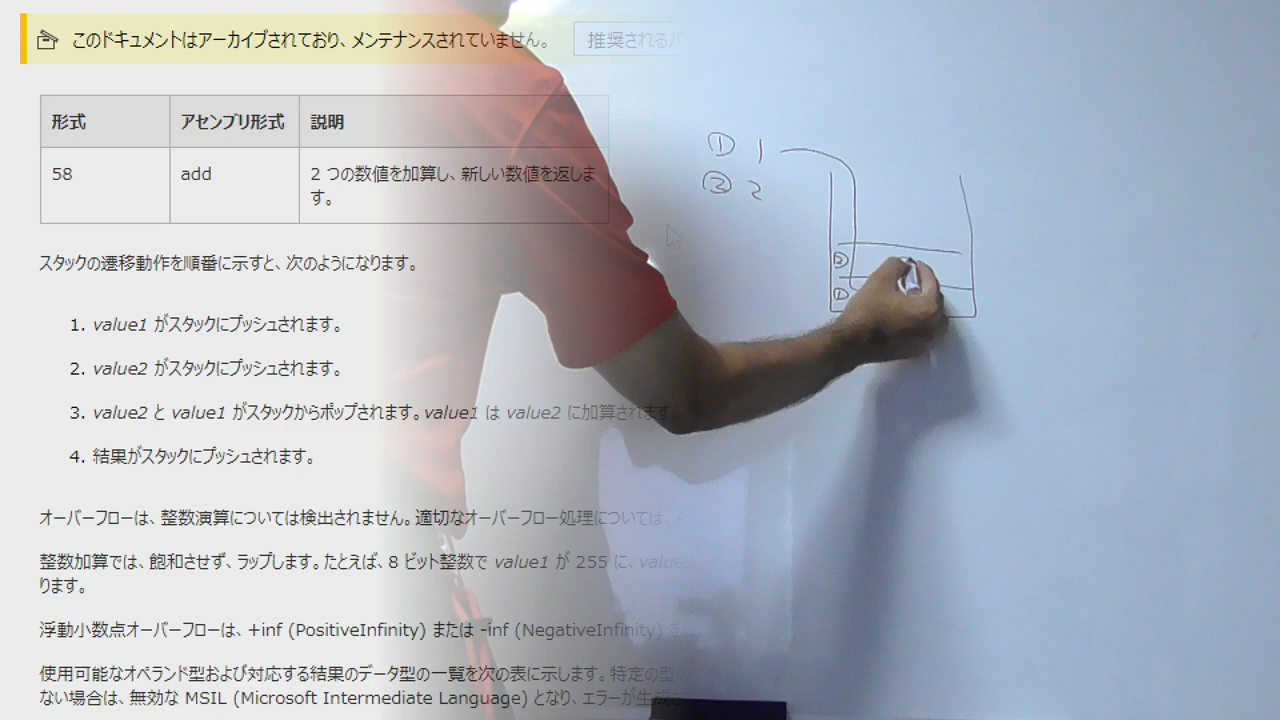 このドキュメントはアーカイブされており、メンテナンスされていません。 推奨される
形式 アセンブリ形式 説明
58 add 2 つの数値を加算し、新しい数値を返しま
す。
スタックの遷移動作を順番に示すと、次のようになります。
1. value1 がスタックにプッシュされます。
2. value2 がスタックにプッシュされます。
3. value2 と value1 がスタックからポップされます。value1 は value2 に加算されます。
4. 結果がスタックにプッシュされます。
オーバーフローは、整数演算については検出されません。適切なオーバーフロー処理については、
整数加算では、飽和させず、ラップします。たとえば、8 ビット整数で value1 が 255 に、value
ります。
浮動小数点オーバーフローは、+inf (PositiveInfinity) または -inf (NegativeInfinity) を
使用可能なオペランド型および対応する結果のデータ型の一覧を次の表に示します。特定の型の
ない場合は、無効な MSIL (Microsoft Intermediate Language) となり、エラーが生成さ
① 1
② 2
②
①